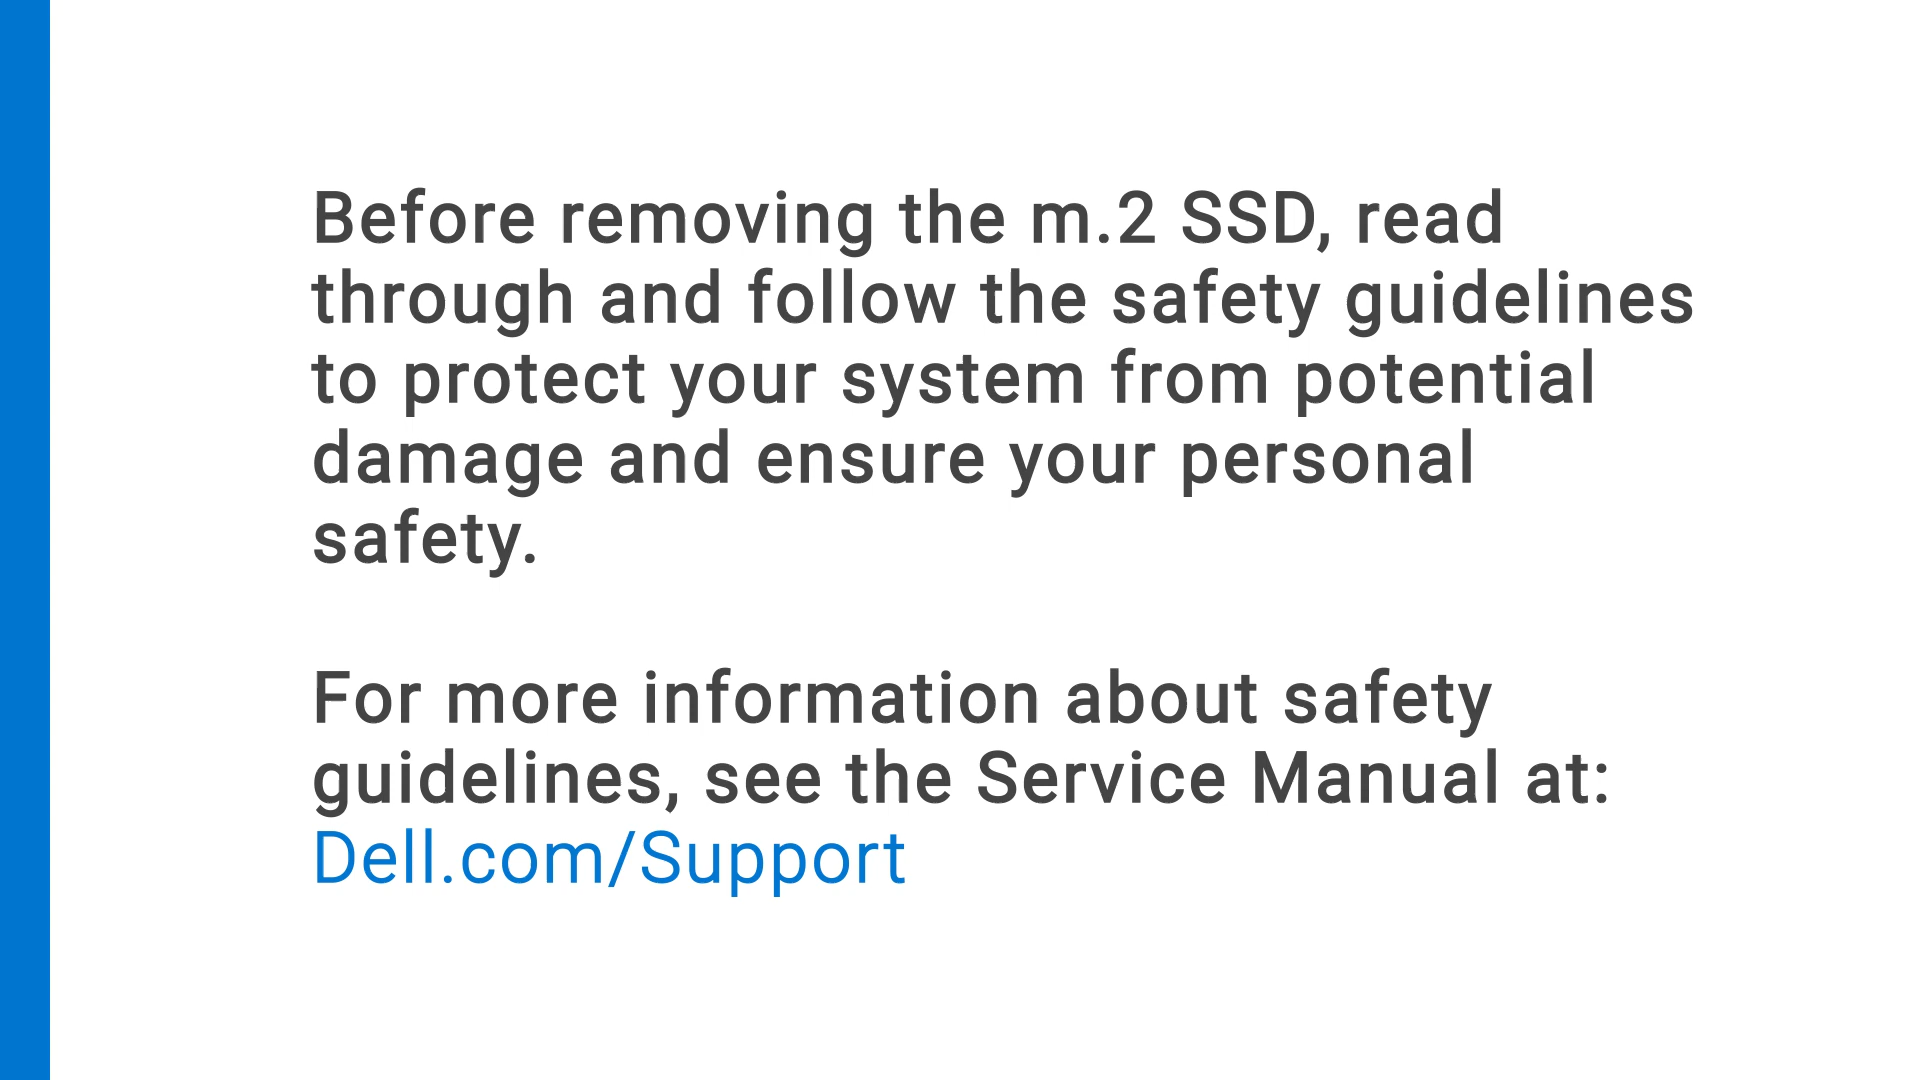 Before removing the m.2 SSD, read
through and follow the safety guidelines
to protect your system from potential
damage and ensure your personal
safety.
For more information about safety
guidelines, see the Service Manual at:
Dell.com/Support